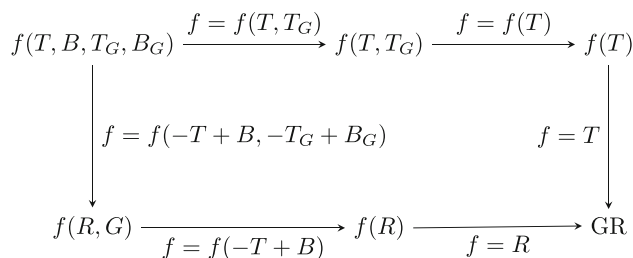 f = f(T, T_G) f = f(T)
f(T, B, T_G, B_G) f(T, T_G) f(T)
f = f(−T + B, −T_G + B_G) f = T
f(R, G) f(R) GR
f = f(−T + B) f = R